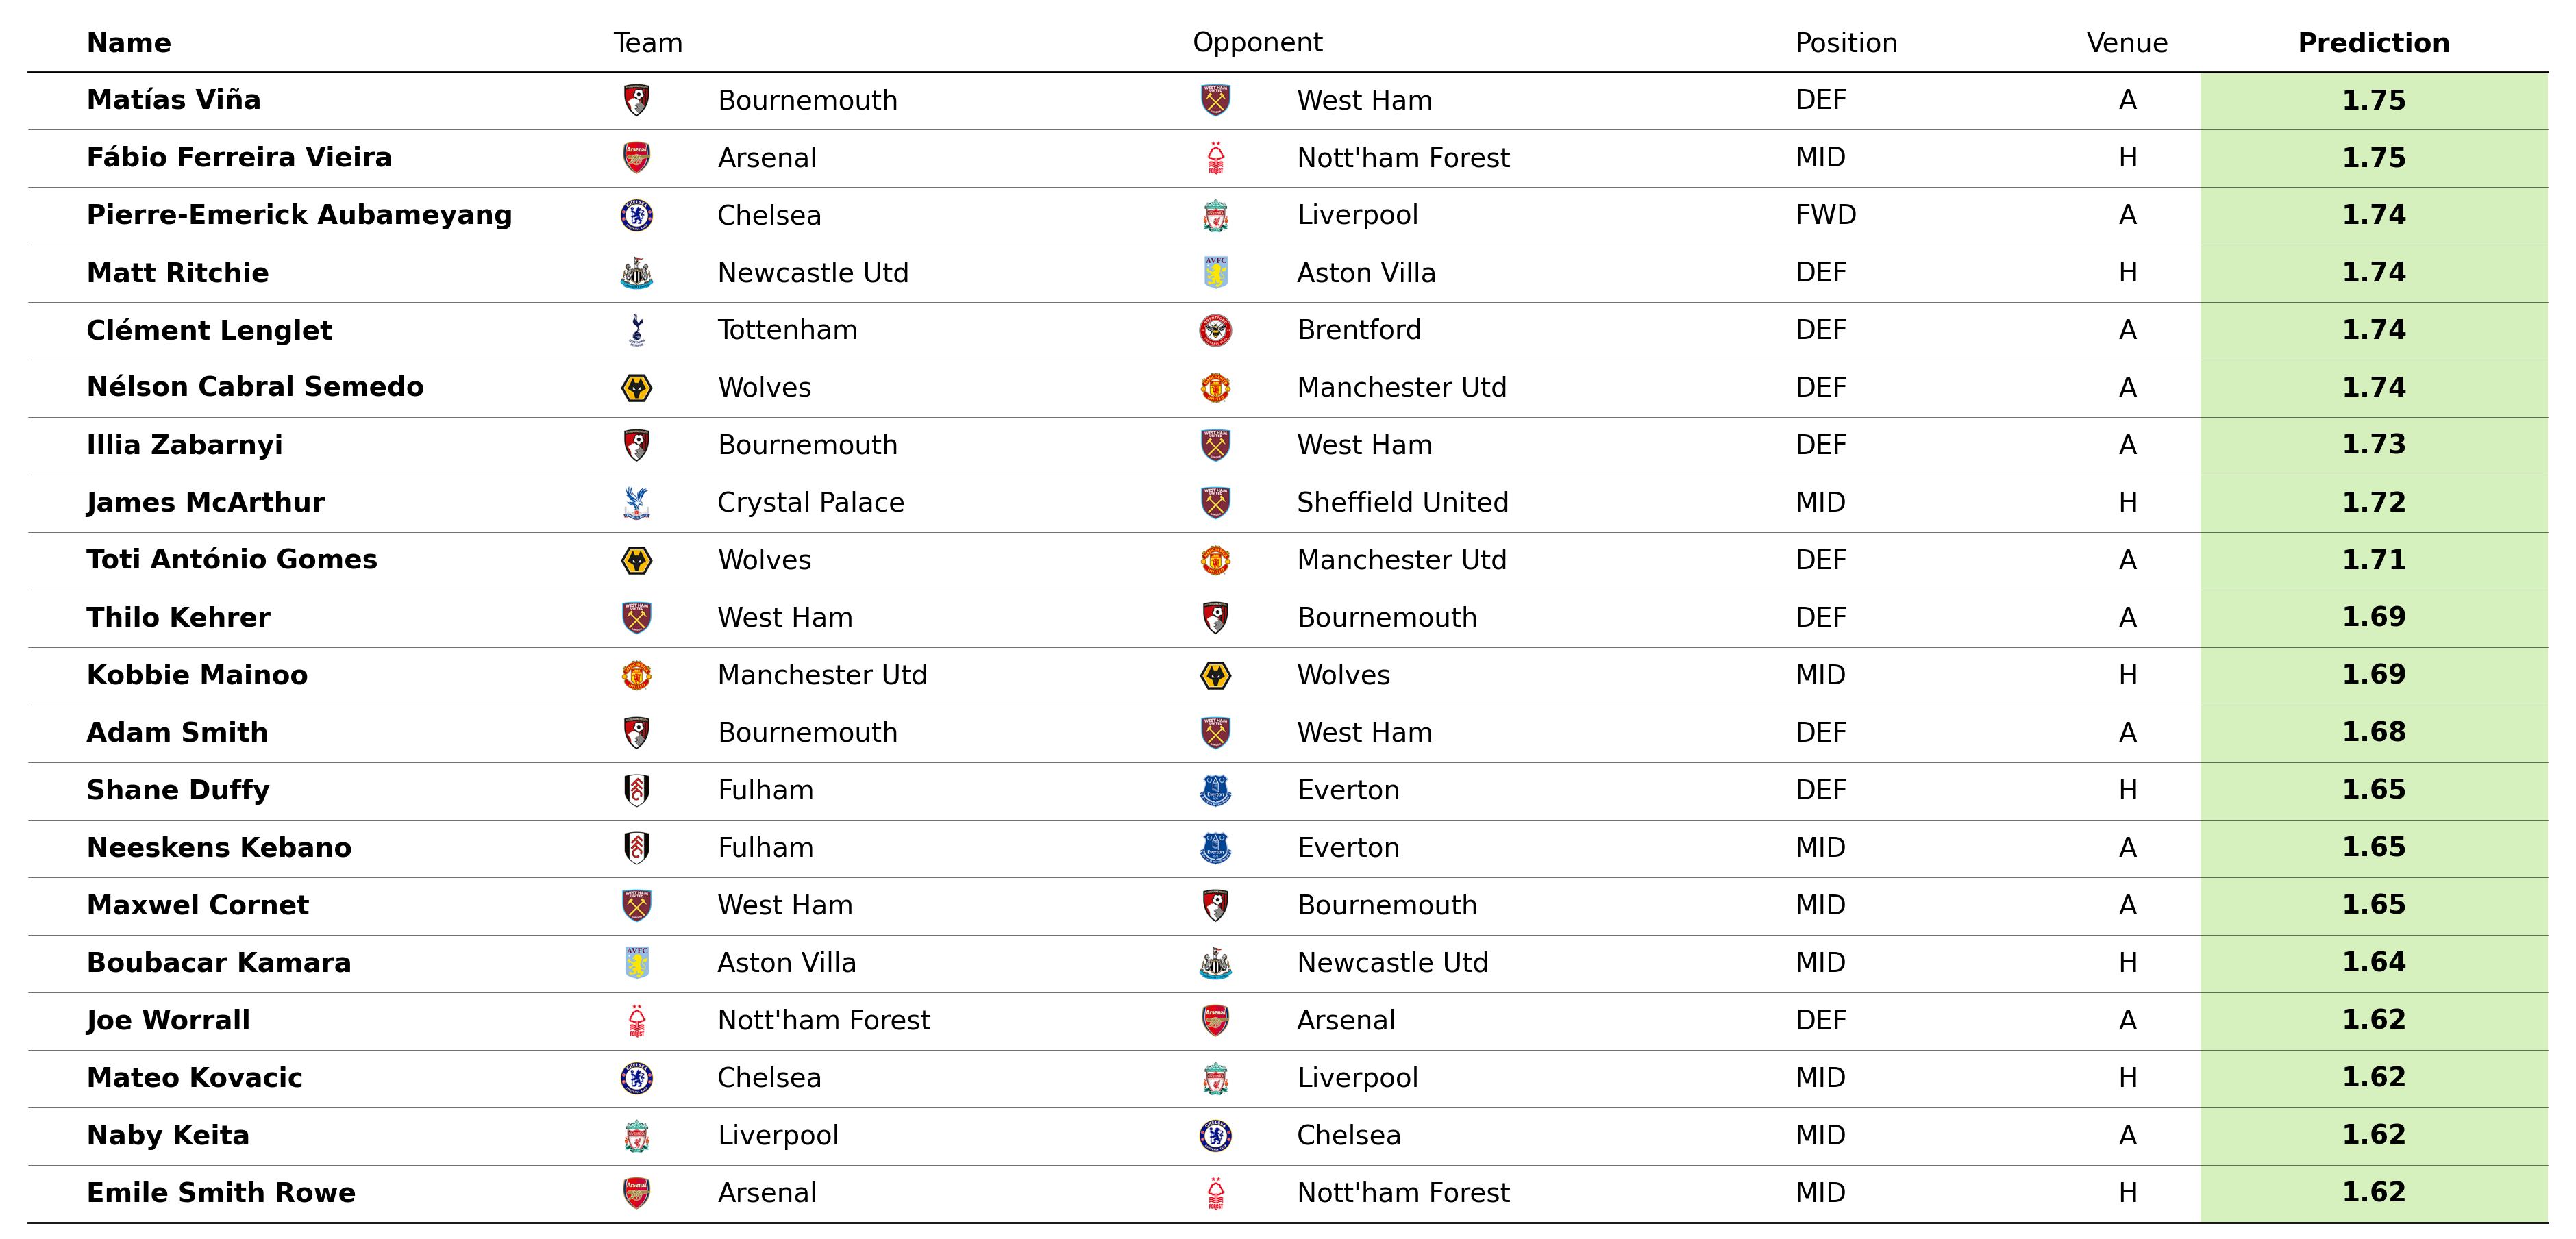 Name Team Opponent Position Venue Prediction
Matías Viña Bournemouth West Ham DEF A 1.75
Fábio Ferreira Vieira Arsenal Nott'ham Forest MID H 1.75
Pierre-Emerick Aubameyang Chelsea Liverpool FWD A 1.74
Matt Ritchie Newcastle Utd Aston Villa DEF H 1.74
Clément Lenglet Tottenham Brentford DEF A 1.74
Nélson Cabral Semedo Wolves Manchester Utd DEF A 1.74
Illia Zabarnyi Bournemouth West Ham DEF A 1.73
James McArthur Crystal Palace Sheffield United MID H 1.72
Toti António Gomes Wolves Manchester Utd DEF A 1.71
Thilo Kehrer West Ham Bournemouth DEF A 1.69
Kobbie Mainoo Manchester Utd Wolves MID H 1.69
Adam Smith Bournemouth West Ham DEF A 1.68
Shane Duffy Fulham Everton DEF H 1.65
Neeskens Kebano Fulham Everton MID A 1.65
Maxwel Cornet West Ham Bournemouth MID A 1.65
Boubacar Kamara Aston Villa Newcastle Utd MID H 1.64
Joe Worrall Nott'ham Forest Arsenal DEF A 1.62
Mateo Kovacic Chelsea Liverpool MID H 1.62
Naby Keita Liverpool Chelsea MID A 1.62
Emile Smith Rowe Arsenal Nott'ham Forest MID H 1.62